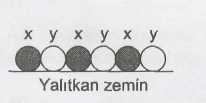 x y x y x y
Yalıtkan zemin